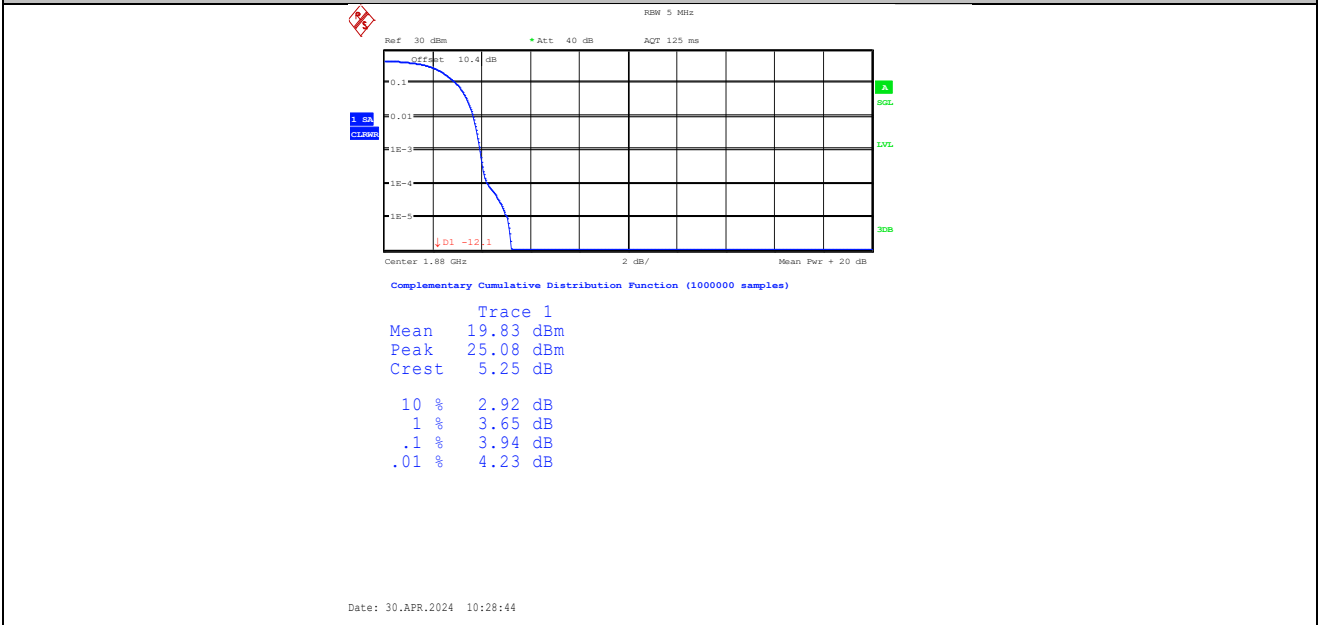 RBW 5 MHz
Ref 30 dBm * Att 40 dB AQT 125 ms
Offset 10.4 dB
0.1
A
SGL
0.01
1 SA
CLRWR
1E-3
LVL
1E-4
1E-5
3DB
↓D1 -12.1
Center 1.88 GHz 2 dB/ Mean Pwr + 20 dB
Complementary Cumulative Distribution Function (1000000 samples)
Trace 1
Mean 19.83 dBm
Peak 25.08 dBm
Crest 5.25 dB
10 % 2.92 dB
1 % 3.65 dB
.1 % 3.94 dB
.01 % 4.23 dB
Date: 30.APR.2024 10:28:44